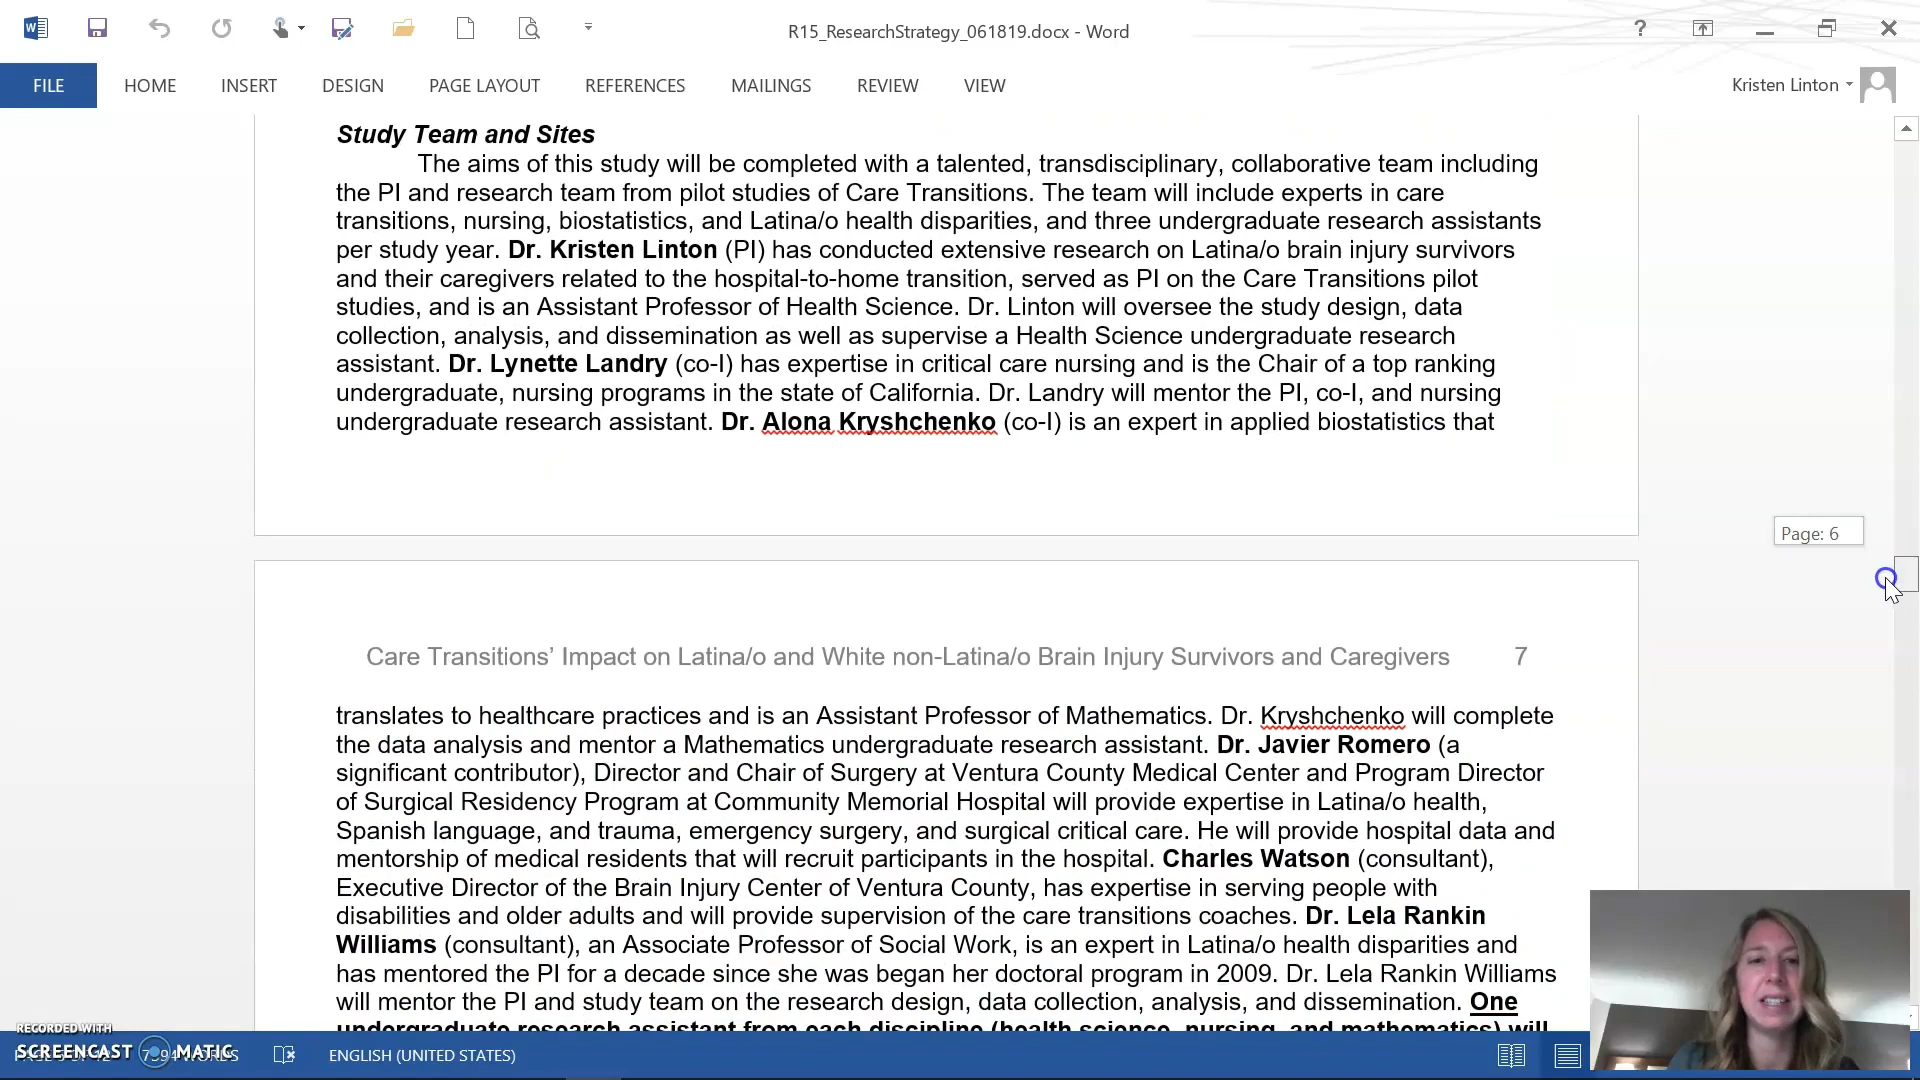 R15_ResearchStrategy_061819.docx - Word
?
FILE HOME INSERT DESIGN PAGE LAYOUT REFERENCES MAILINGS REVIEW VIEW
Kristen Linton
Study Team and Sites
The aims of this study will be completed with a talented, transdisciplinary, collaborative team including
the PI and research team from pilot studies of Care Transitions. The team will include experts in care
transitions, nursing, biostatistics, and Latina/o health disparities, and three undergraduate research assistants
per study year. Dr. Kristen Linton (PI) has conducted extensive research on Latina/o brain injury survivors
and their caregivers related to the hospital-to-home transition, served as PI on the Care Transitions pilot
studies, and is an Assistant Professor of Health Science. Dr. Linton will oversee the study design, data
collection, analysis, and dissemination as well as supervise a Health Science undergraduate research
assistant. Dr. Lynette Landry (co-I) has expertise in critical care nursing and is the Chair of a top ranking
undergraduate, nursing programs in the state of California. Dr. Landry will mentor the PI, co-I, and nursing
undergraduate research assistant. Dr. Alona Kryshchenko (co-I) is an expert in applied biostatistics that
Page: 6
Care Transitions’ Impact on Latina/o and White non-Latina/o Brain Injury Survivors and Caregivers 7
translates to healthcare practices and is an Assistant Professor of Mathematics. Dr. Kryshchenko will complete
the data analysis and mentor a Mathematics undergraduate research assistant. Dr. Javier Romero (a
significant contributor), Director and Chair of Surgery at Ventura County Medical Center and Program Director
of Surgical Residency Program at Community Memorial Hospital will provide expertise in Latina/o health,
Spanish language, and trauma, emergency surgery, and surgical critical care. He will provide hospital data and
mentorship of medical residents that will recruit participants in the hospital. Charles Watson (consultant),
Executive Director of the Brain Injury Center of Ventura County, has expertise in serving people with
disabilities and older adults and will provide supervision of the care transitions coaches. Dr. Lela Rankin
Williams (consultant), an Associate Professor of Social Work, is an expert in Latina/o health disparities and
has mentored the PI for a decade since she was began her doctoral program in 2009. Dr. Lela Rankin Williams
will mentor the PI and study team on the research design, data collection, analysis, and dissemination. One
undergraduate research assistant from each discipline (health science, nursing, and mathematics) will
RECORDED WITH
SCREENCAST MATIC
ENGLISH (UNITED STATES)